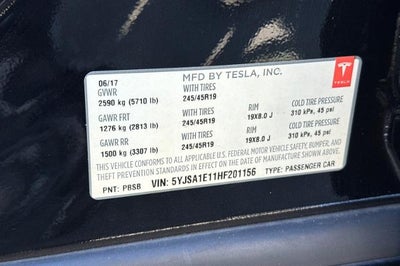 MFD BY TESLA, INC.
TESLA
06/17
GVWR WITH TIRES
2590 kg (5710 lb) 245/45R19
GAWR FRT WITH TIRES RIM COLD TIRE PRESSURE
1276 kg (2813 lb) 245/45R19 19X8.0 J 310 kPa, 45 psi
GAWR RR WITH TIRES RIM COLD TIRE PRESSURE
1500 kg (3307 lb) 245/45R19 19X8.0 J 310 kPa, 45 psi
THIS VEHICLE CONFORMS TO ALL APPLICABLE U.S. FEDERAL MOTOR VEHICLE SAFETY, BUMPER, AND
THEFT PREVENTION STANDARDS IN EFFECT ON THE DATE OF MANUFACTURE SHOWN ABOVE.
PNT: PBSB VIN: 5YJSA1E11HF201156 TYPE: PASSENGER CAR